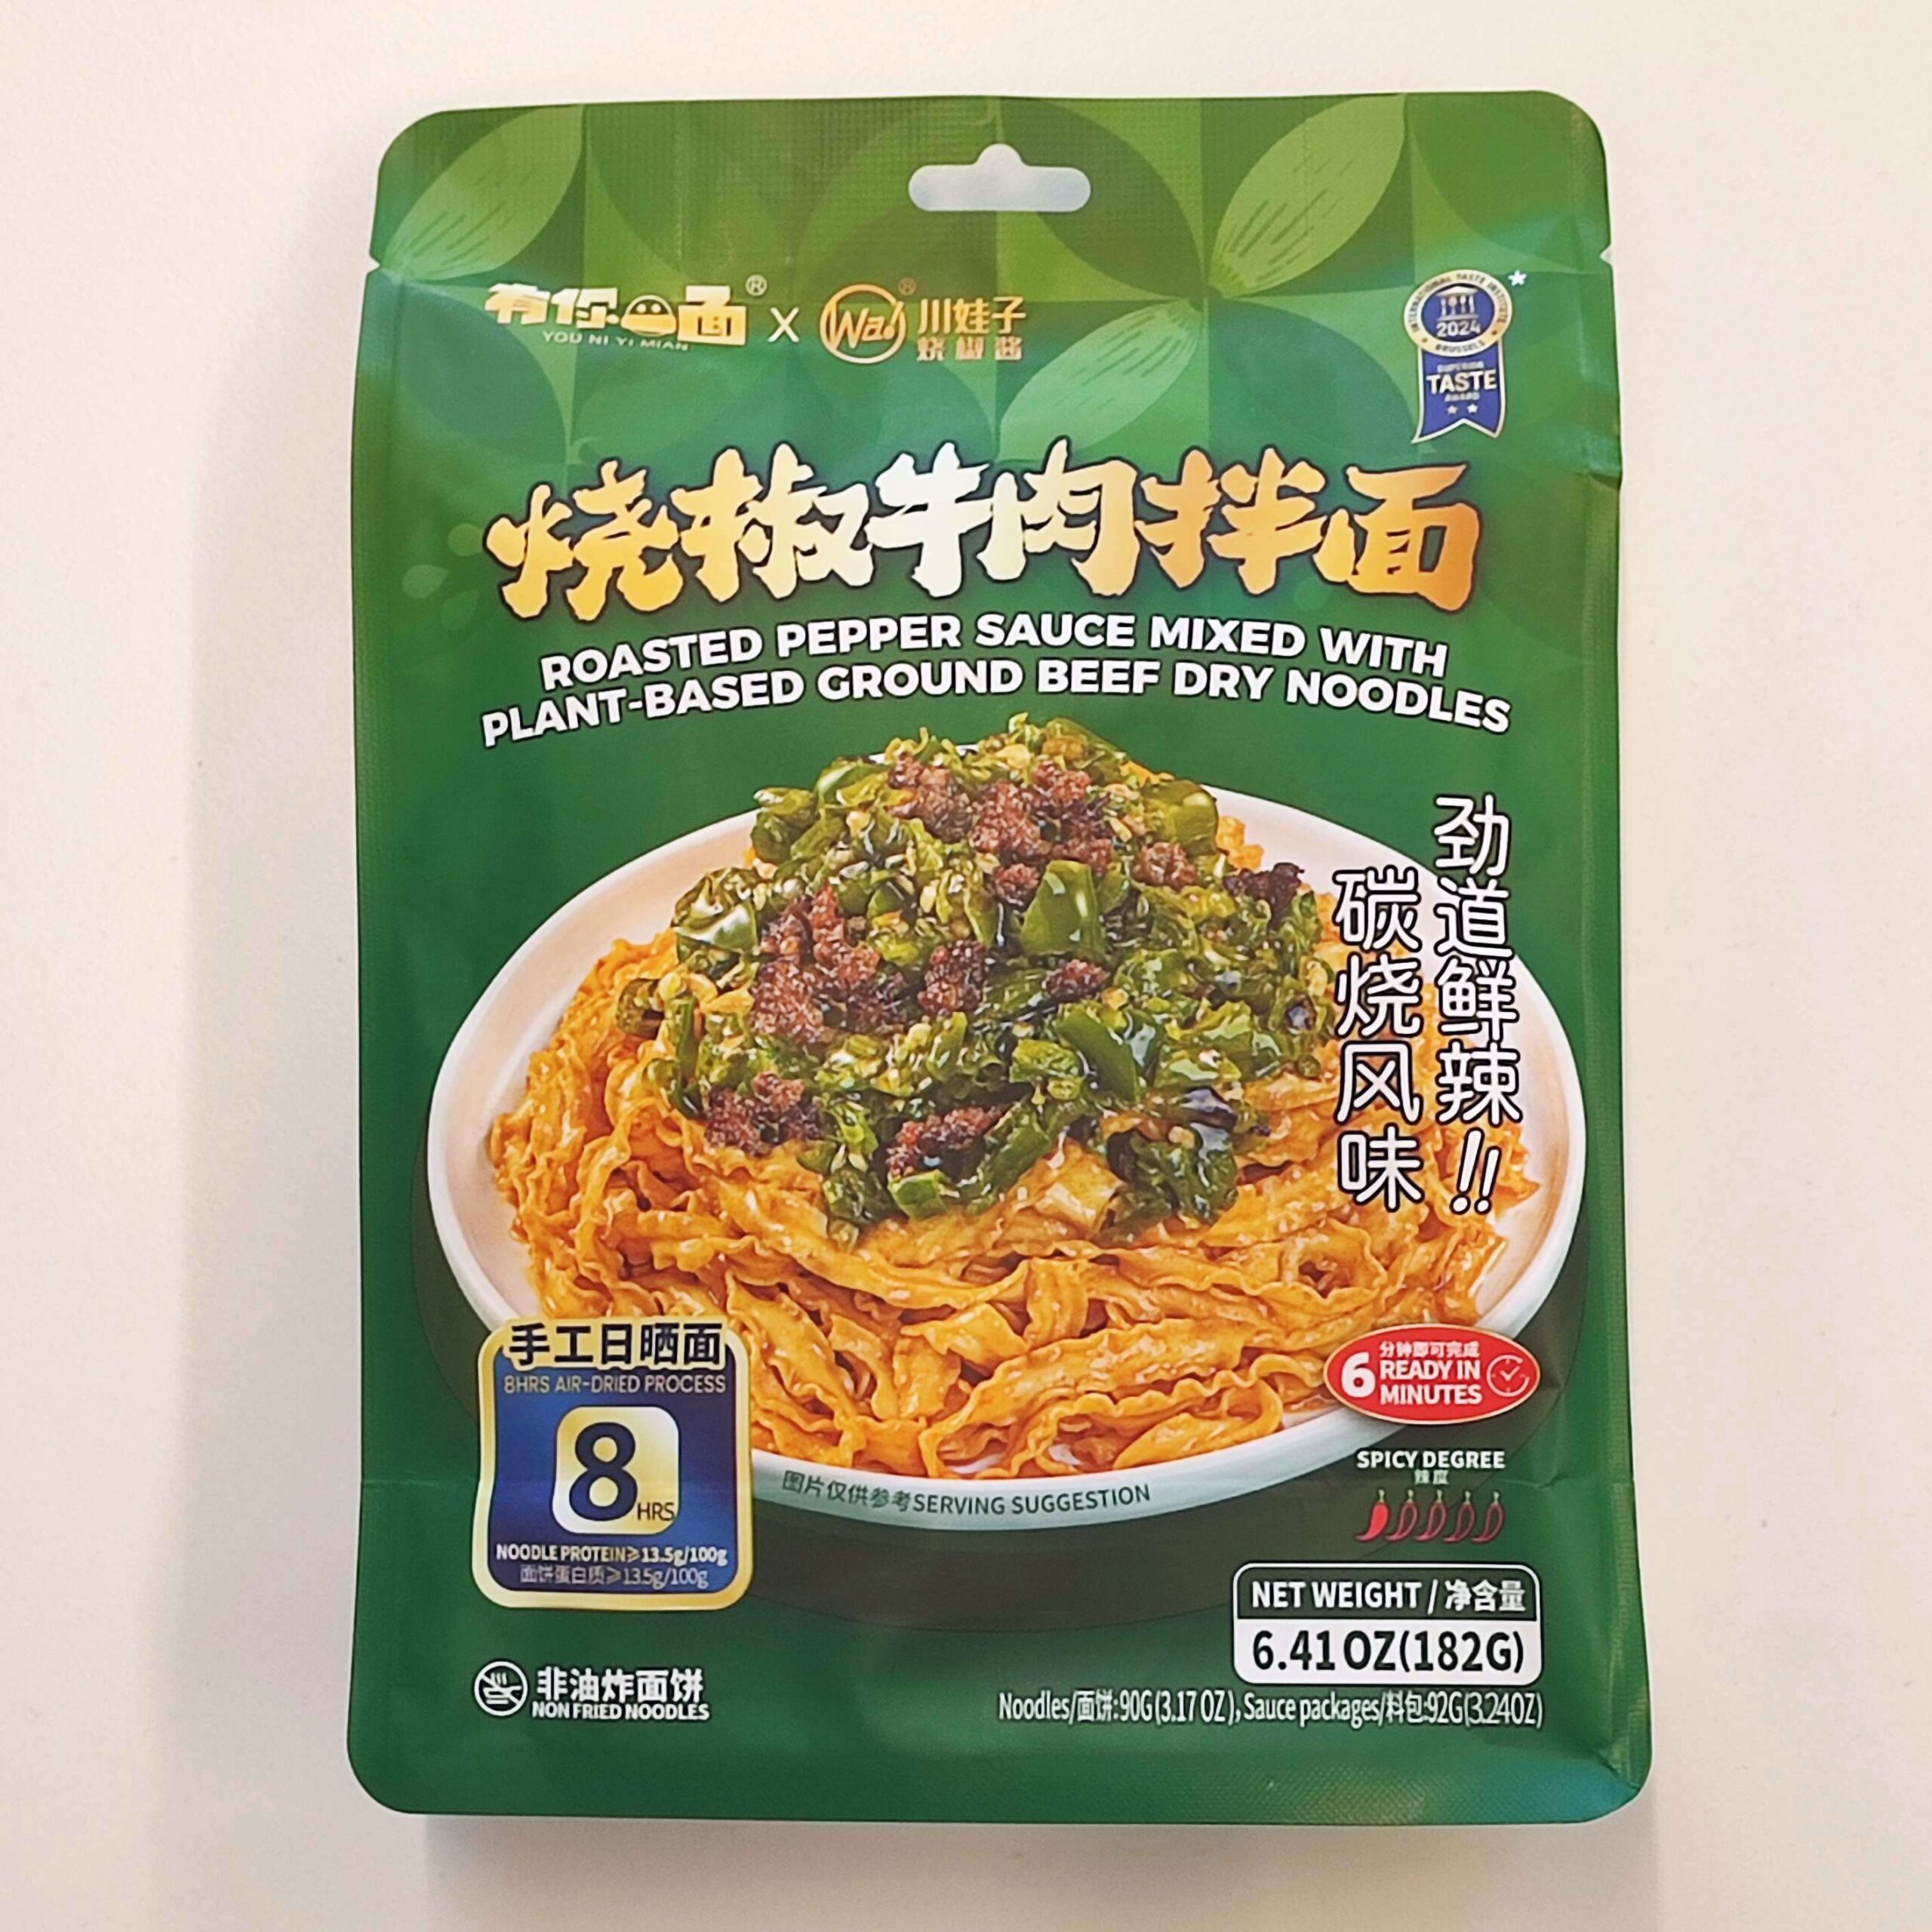 有你一面® X Wa!® 川娃子
YOU NI YI MIAN 烧椒酱
INTERNATIONAL TASTE INSTITUTE
2024
BRUSSELS
SUPERIOR
TASTE
AWARD
烧椒牛肉拌面
ROASTED PEPPER SAUCE MIXED WITH
PLANT-BASED GROUND BEEF DRY NOODLES
劲道鲜辣!!
碳烧风味
手工日晒面
8HRS AIR-DRIED PROCESS
8HRS
NOODLE PROTEIN≥13.5g/100g
面饼蛋白质≥13.5g/100g
图片仅供参考SERVING SUGGESTION
6 分钟即可完成
READY IN
MINUTES
SPICY DEGREE
辣度
NET WEIGHT / 净含量
6.41OZ(182G)
Noodles/面饼:90G(3.17 OZ), Sauce packages/料包:92G(3.24OZ)
非油炸面饼
NON FRIED NOODLES